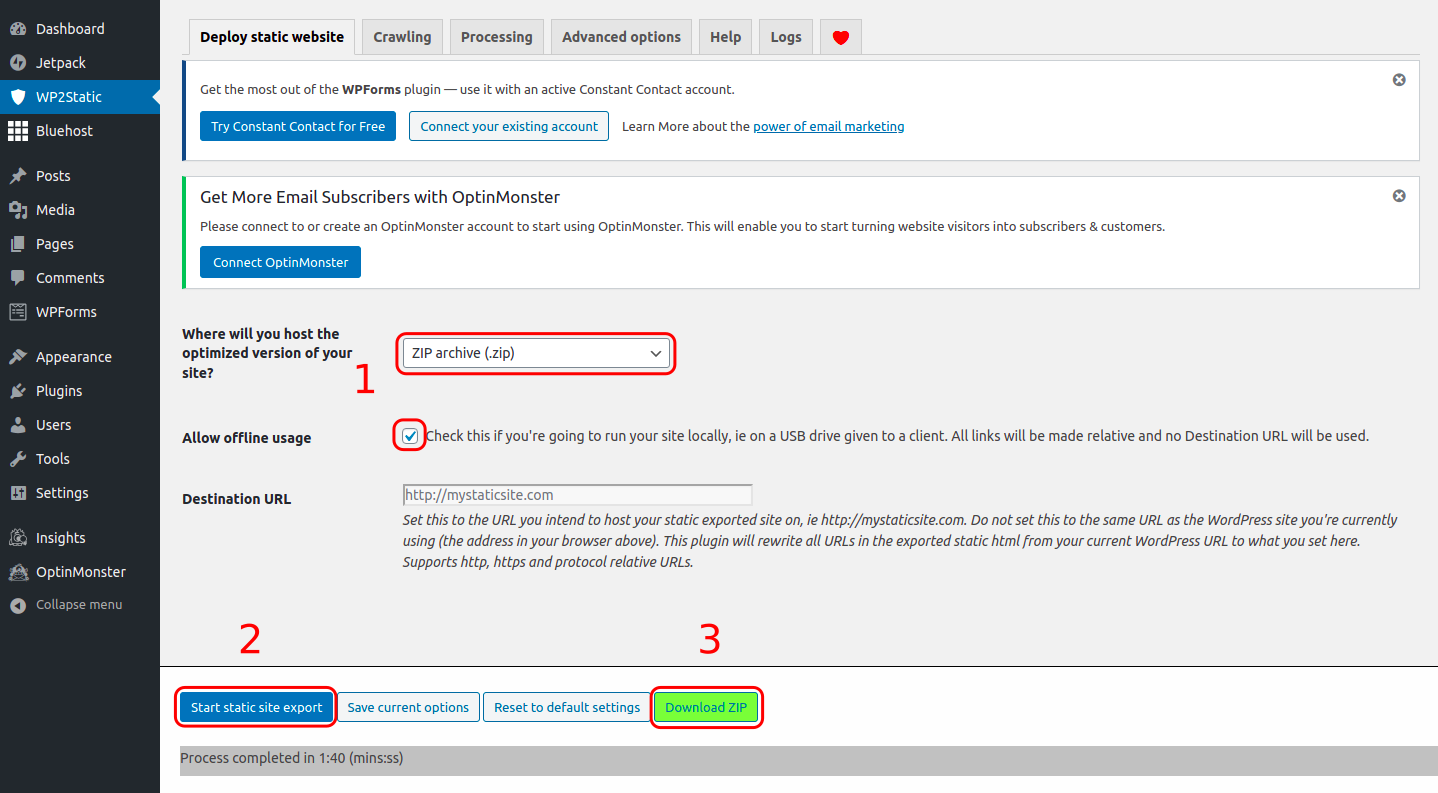 Dashboard
Jetpack
WP2Static
Bluehost
Posts
Media
Pages
Comments
WPForms
Appearance
Plugins
Users
Tools
Settings
Insights
OptinMonster
Collapse menu
Deploy static website Crawling Processing Advanced options Help Logs
Get the most out of the WPForms plugin — use it with an active Constant Contact account.
Try Constant Contact for Free Connect your existing account Learn More about the power of email marketing
Get More Email Subscribers with OptinMonster
Please connect to or create an OptinMonster account to start using OptinMonster. This will enable you to start turning website visitors into subscribers & customers.
Connect OptinMonster
Where will you host the
optimized version of your
site?
1
ZIP archive (.zip)
Allow offline usage
Check this if you're going to run your site locally, ie on a USB drive given to a client. All links will be made relative and no Destination URL will be used.
Destination URL
http://mystaticsite.com
Set this to the URL you intend to host your static exported site on, ie http://mystaticsite.com. Do not set this to the same URL as the WordPress site you're currently
using (the address in your browser above). This plugin will rewrite all URLs in the exported static html from your current WordPress URL to what you set here.
Supports http, https and protocol relative URLs.
2 3
Start static site export Save current options Reset to default settings Download ZIP
Process completed in 1:40 (mins:ss)